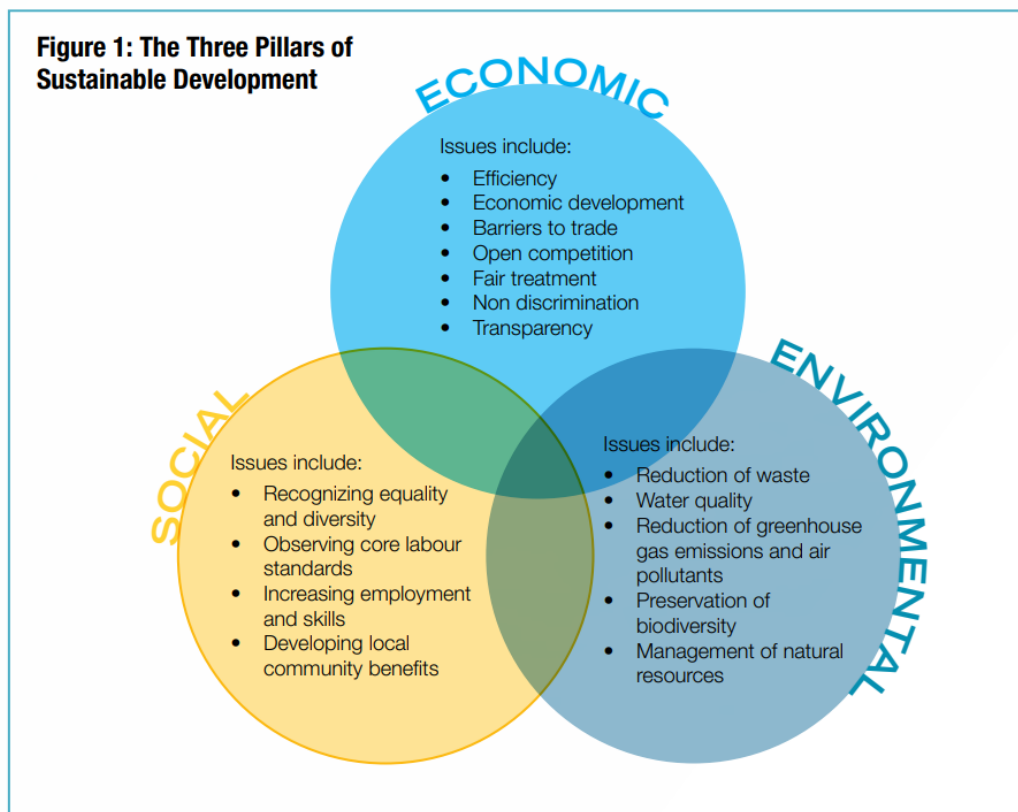 Figure 1: The Three Pillars of
Sustainable Development
ECONOMIC
Issues include:
• Efficiency
• Economic development
• Barriers to trade
• Open competition
• Fair treatment
• Non discrimination
• Transparency
SOCIAL
Issues include:
• Recognizing equality
and diversity
• Observing core labour
standards
• Increasing employment
and skills
• Developing local
community benefits
ENVIRONMENTAL
Issues include:
• Reduction of waste
• Water quality
• Reduction of greenhouse
gas emissions and air
pollutants
• Preservation of
biodiversity
• Management of natural
resources